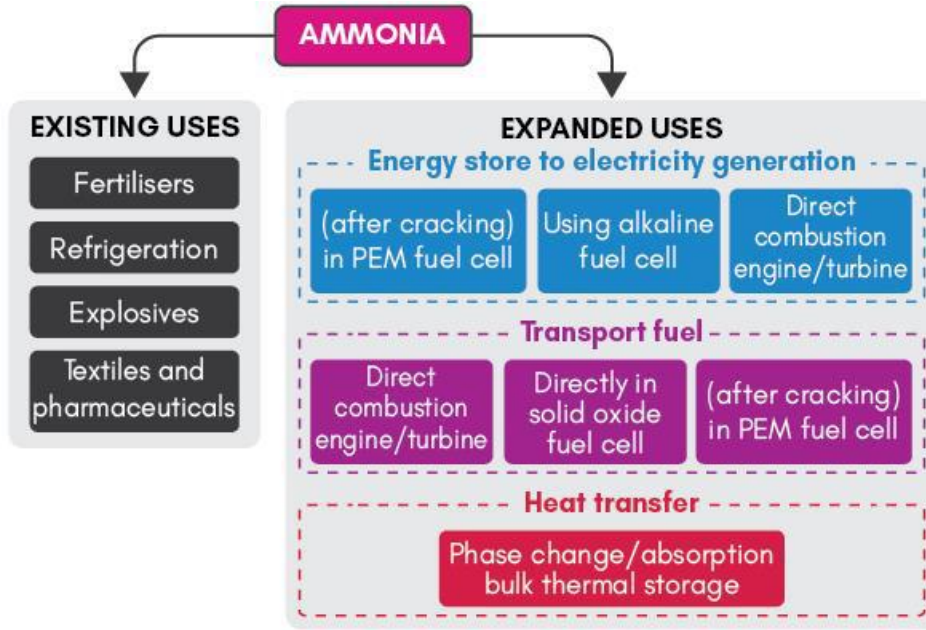 AMMONIA
EXISTING USES
Fertilisers
Refrigeration
Explosives
Textiles and
pharmaceuticals
EXPANDED USES
Energy store to electricity generation
(after cracking)
in PEM fuel cell
Using alkaline
fuel cell
Direct
combustion
engine/turbine
Transport fuel
Direct
combustion
engine/turbine
Directly in
solid oxide
fuel cell
(after cracking)
in PEM fuel cell
Heat transfer
Phase change/absorption
bulk thermal storage